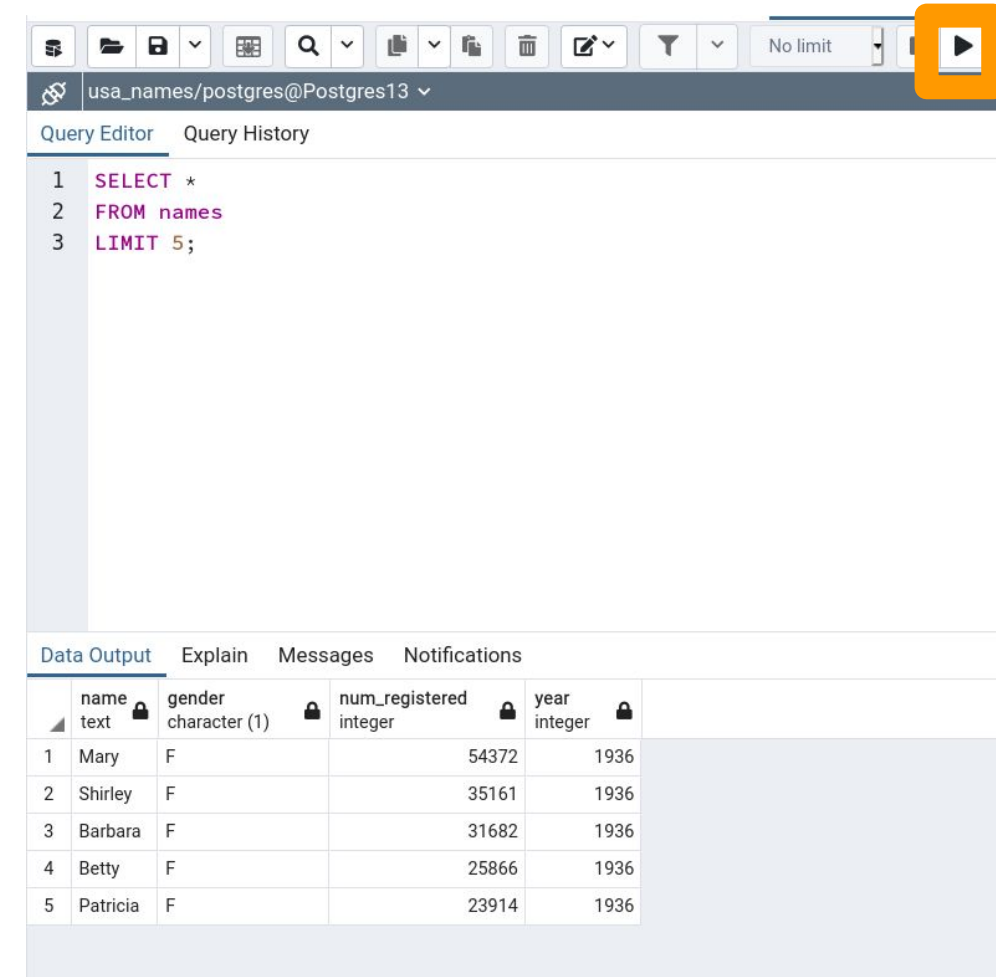 No limit
usa_names/postgres@Postgres13
Query Editor Query History
1 SELECT *
2 FROM names
3 LIMIT 5;
Data Output Explain Messages Notifications
name gender num_registered year
text character (1) integer integer
1 Mary F 54372 1936
2 Shirley F 35161 1936
3 Barbara F 31682 1936
4 Betty F 25866 1936
5 Patricia F 23914 1936